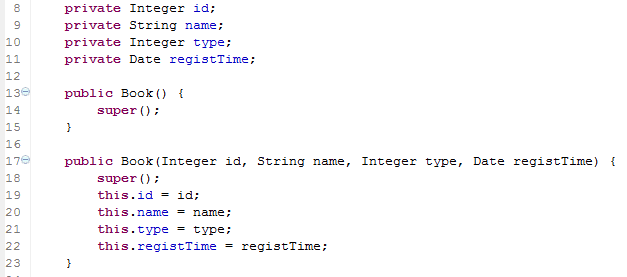 8 private Integer id;
9 private String name;
10 private Integer type;
11 private Date registTime;
12
13 public Book() {
14 super();
15 }
16
17 public Book(Integer id, String name, Integer type, Date registTime) {
18 super();
19 this.id = id;
20 this.name = name;
21 this.type = type;
22 this.registTime = registTime;
23 }